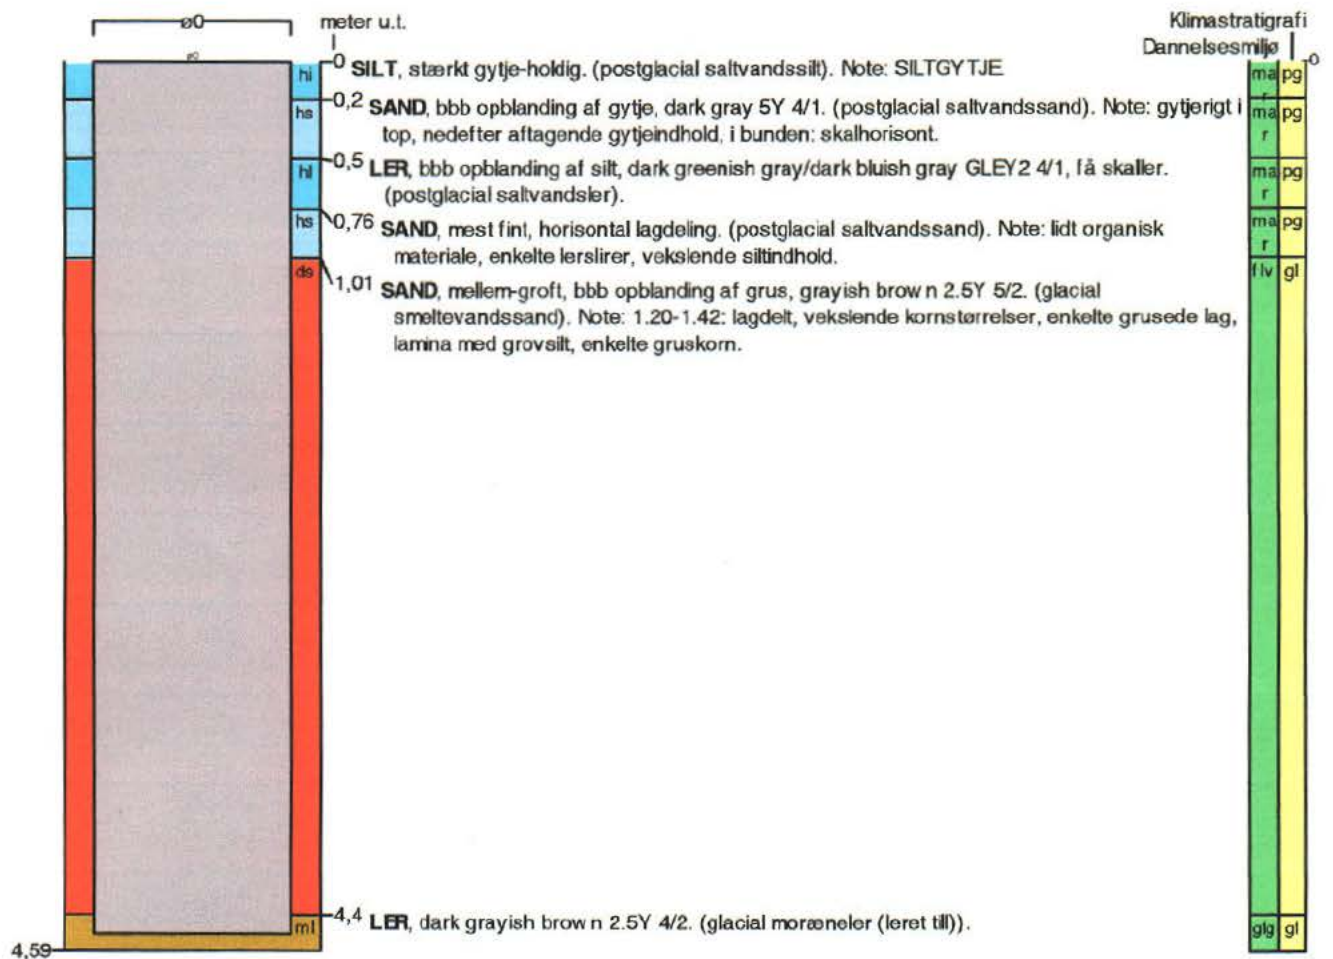 ø0
meter u.t.
Klimastratigrafi
Dannelsesmiljø
ø0
0
0
hi
SILT, stærkt gytje-holdig. (postglacial saltvandssilt). Note: SILTGYTJE
mar
pg
0,2
hs
SAND, bbb opblanding af gytje, dark gray 5Y 4/1. (postglacial saltvandssand). Note: gytjerigt i
top, nedefter aftagende gytjeindhold, i bunden: skalhorisont.
mar
pg
0,5
hl
LER, bbb opblanding af silt, dark greenish gray/dark bluish gray GLEY2 4/1, få skaller.
(postglacial saltvandsler).
mar
pg
0,76
hs
SAND, mest fint, horisontal lagdeling. (postglacial saltvandssand). Note: lidt organisk
materiale, enkelte lerslirer, vekslende siltindhold.
mar
pg
1,01
ds
SAND, mellem-groft, bbb opblanding af grus, grayish brown 2.5Y 5/2. (glacial
smeltevandssand). Note: 1.20-1.42: lagdelt, vekslende kornstørrelser, enkelte grusede lag,
lamina med grovsilt, enkelte gruskorn.
flv
gl
4,4
ml
LER, dark grayish brown 2.5Y 4/2. (glacial moræneler (leret till)).
glg
gl
4,59